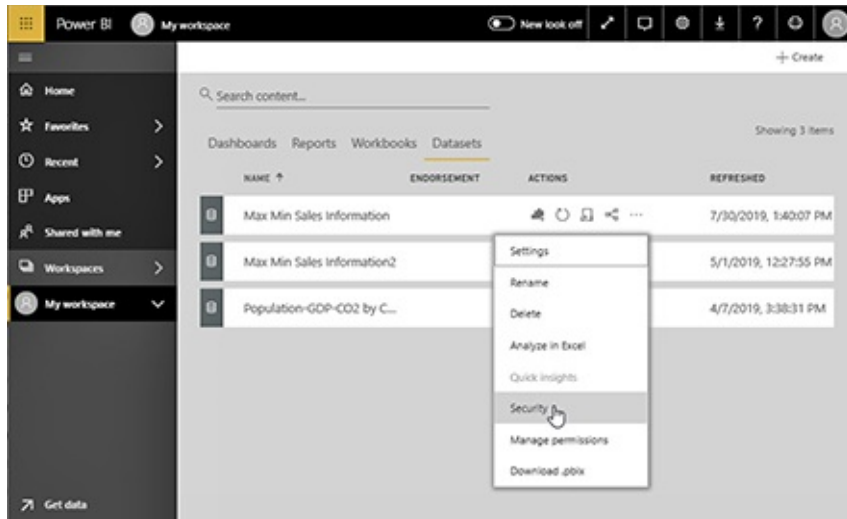 Power BI My workspace New look off ?
+ Create
Home
Search content...
Favorites
Showing 3 items
Dashboards Reports Workbooks Datasets
Recent
NAME ↑ ENDORSEMENT ACTIONS REFRESHED
Apps
Max Min Sales Information ... 7/30/2019, 1:40:07 PM
Shared with me
Settings
Max Min Sales Information2 5/1/2019, 12:27:55 PM
Workspaces
Rename
My workspace
Population-GDP-CO2 by C... 4/7/2019, 3:38:31 PM
Delete
Analyze in Excel
Quick insights
Security
Manage permissions
Download .pbix
Get data